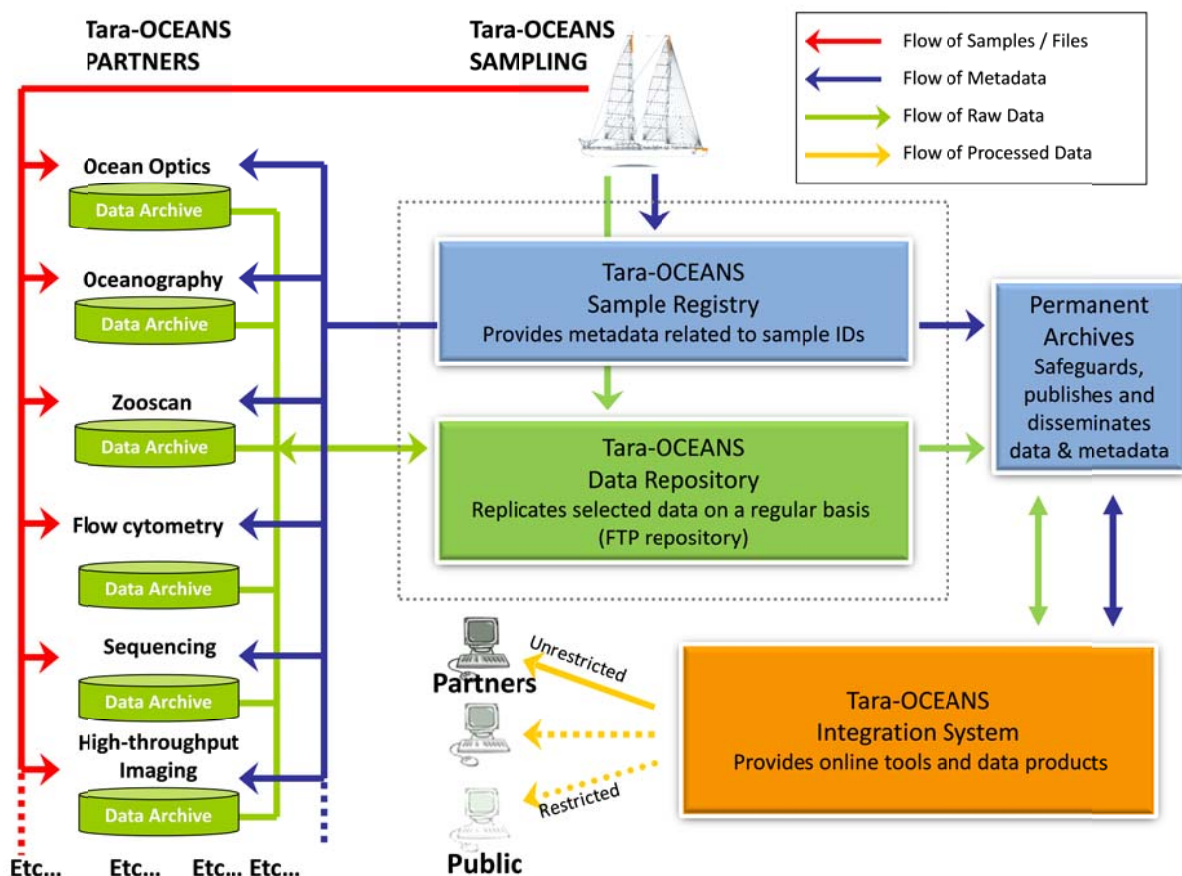 Tara-OCEANS
PARTNERS
Tara-OCEANS
SAMPLING
Flow of Samples / Files
Flow of Metadata
Flow of Raw Data
Flow of Processed Data
Ocean Optics
Data Archive
Oceanography
Data Archive
Zooscan
Data Archive
Flow cytometry
Data Archive
Sequencing
Data Archive
High-throughput
Imaging
Data Archive
Etc... Etc... Etc... Etc...
Tara-OCEANS
Sample Registry
Provides metadata related to sample IDs
Tara-OCEANS
Data Repository
Replicates selected data on a regular basis
(FTP repository)
Permanent
Archives
Safeguards,
publishes and
disseminates
data & metadata
Unrestricted
Partners
Restricted
Public
Tara-OCEANS
Integration System
Provides online tools and data products